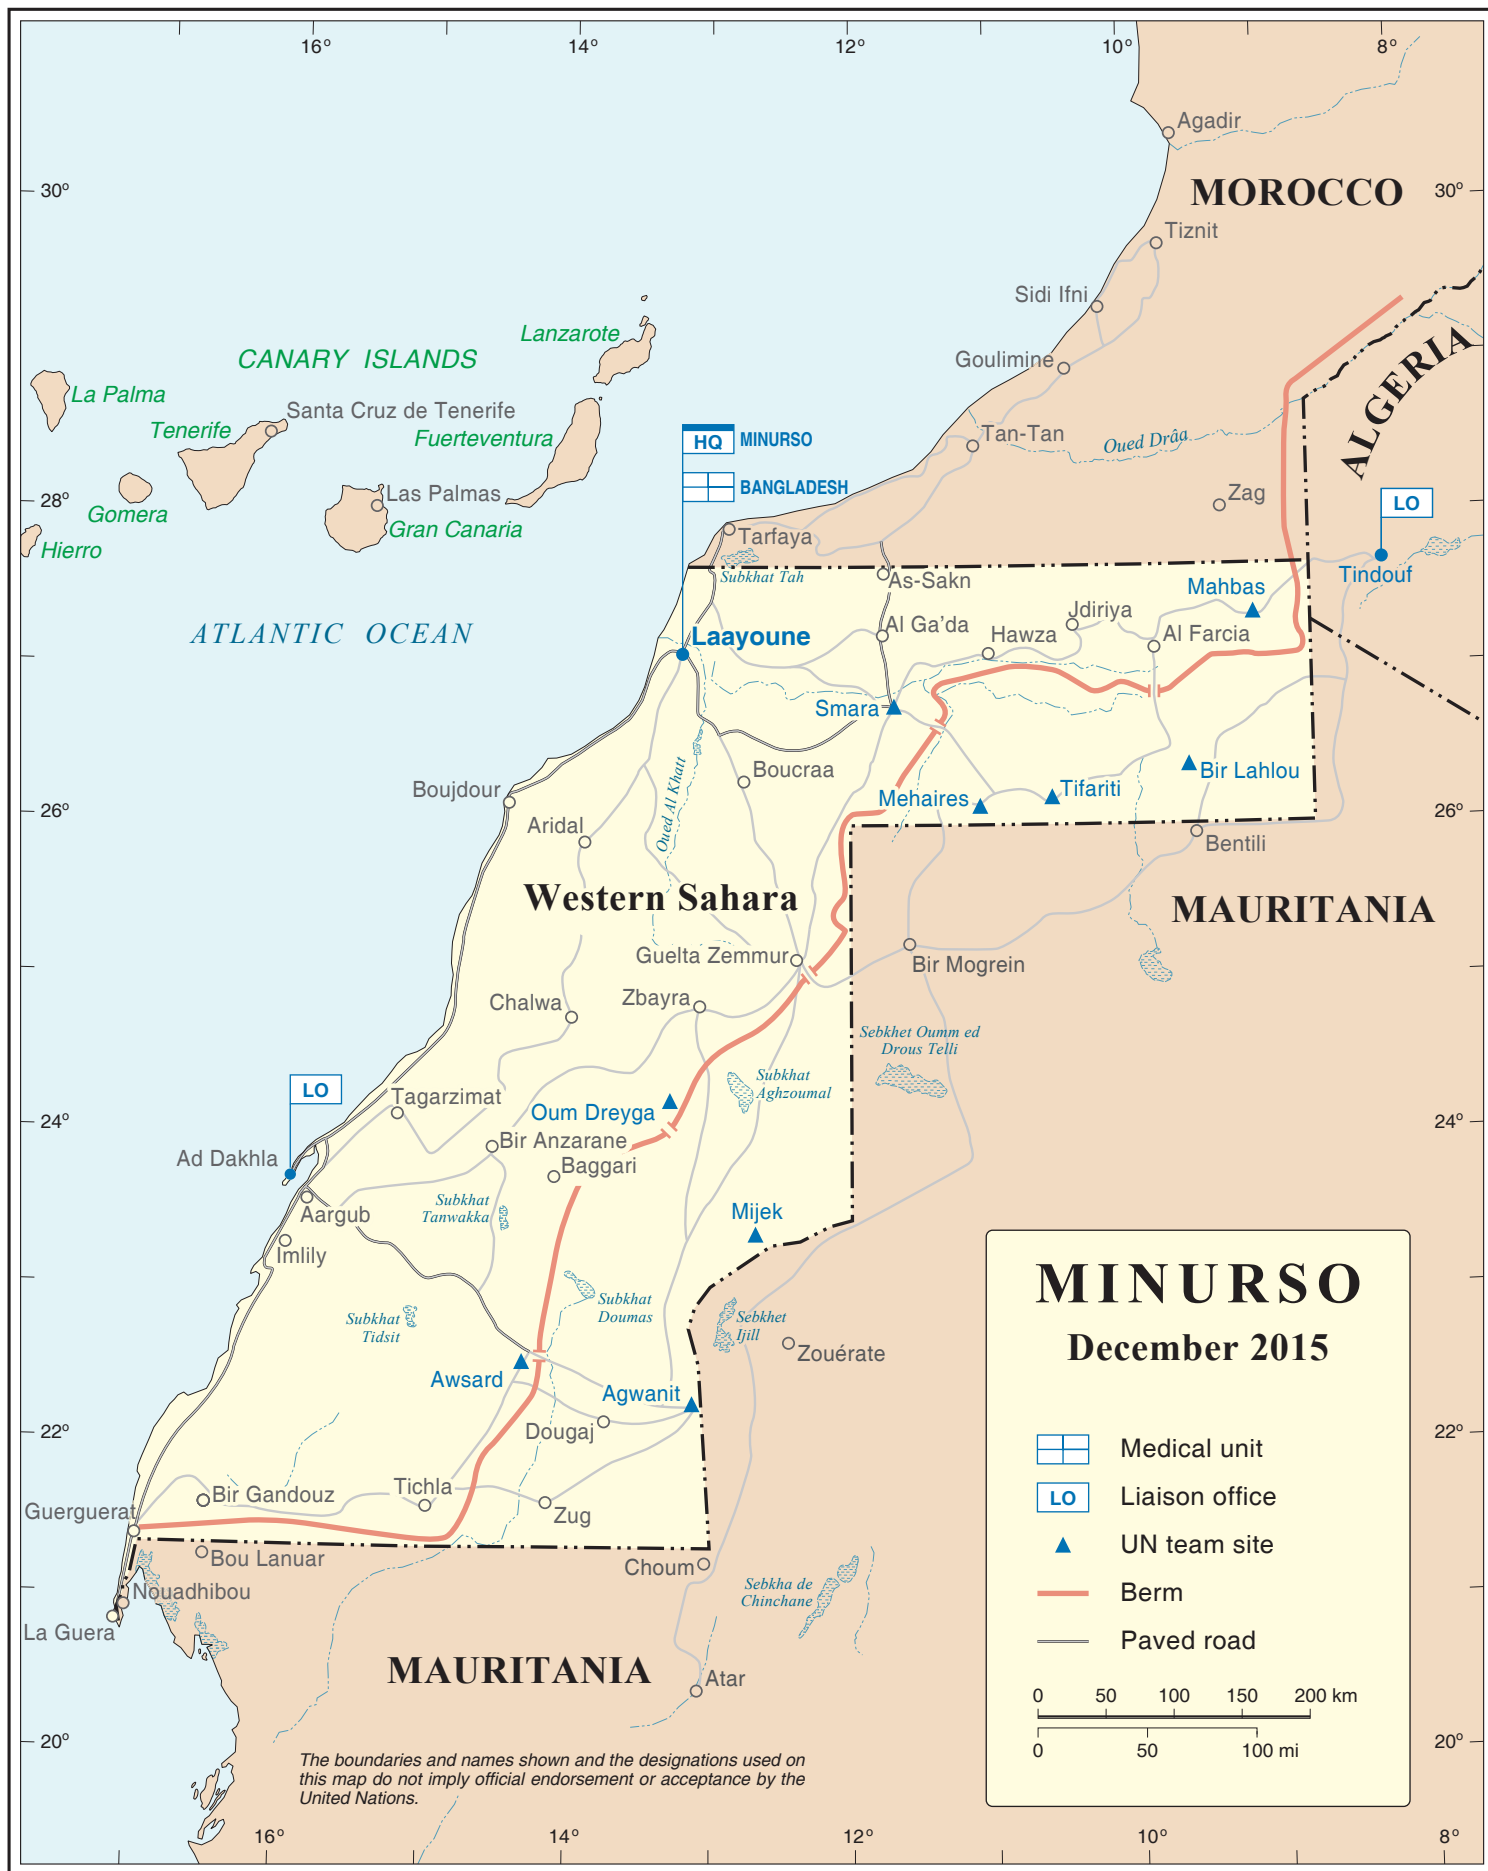 16°
14°
12°
10°
8°
Agadir
30°
MOROCCO
30°
Tiznit
Sidi Ifni
Lanzarote
CANARY ISLANDS
Goulimine
ALGERIA
La Palma
Santa Cruz de Tenerife
Tenerife
Fuerteventura
HQ MINURSO
Tan-Tan
Oued Drâa
BANGLADESH
28°
Las Palmas
Zag
LO
Gomera
Gran Canaria
Tarfaya
Hierro
Subkhat Tah
As-Sakn
Mahbas
Tindouf
ATLANTIC OCEAN
Laayoune
Al Ga'da
Jdiriya
Hawza
Al Farcia
Smara
Boucraa
Bir Lahlou
Boujdour
Oued Al Khatt
Mehaires
Tifariti
26°
26°
Aridal
Bentili
Western Sahara
MAURITANIA
Guelta Zemmur
Bir Mogrein
Chalwa
Zbayra
Sebkhet Oumm ed
Drous Telli
LO
Tagarzimat
Subkhat
Aghzoumal
Oum Dreyga
24°
24°
Bir Anzarane
Ad Dakhla
Baggari
Aargub
Subkhat
Tanwakka
Mijek
Imlily
Subkhat
Doumas
Subkhat
Tidsit
Sebkhet
Ijill
Zouérate
Awsard
Agwanit
22°
22°
Dougaj
Tichla
Bir Gandouz
Zug
Guerguerat
Bou Lanuar
Choum
Nouadhibou
Sebkha de
Chinchane
La Guera
MAURITANIA
Atar
20°
20°
MINURSO
December 2015
Medical unit
LO Liaison office
UN team site
Berm
Paved road
0 50 100 150 200 km
0 50 100 mi
The boundaries and names shown and the designations used on
this map do not imply official endorsement or acceptance by the
United Nations.
16°
14°
12°
10°
8°